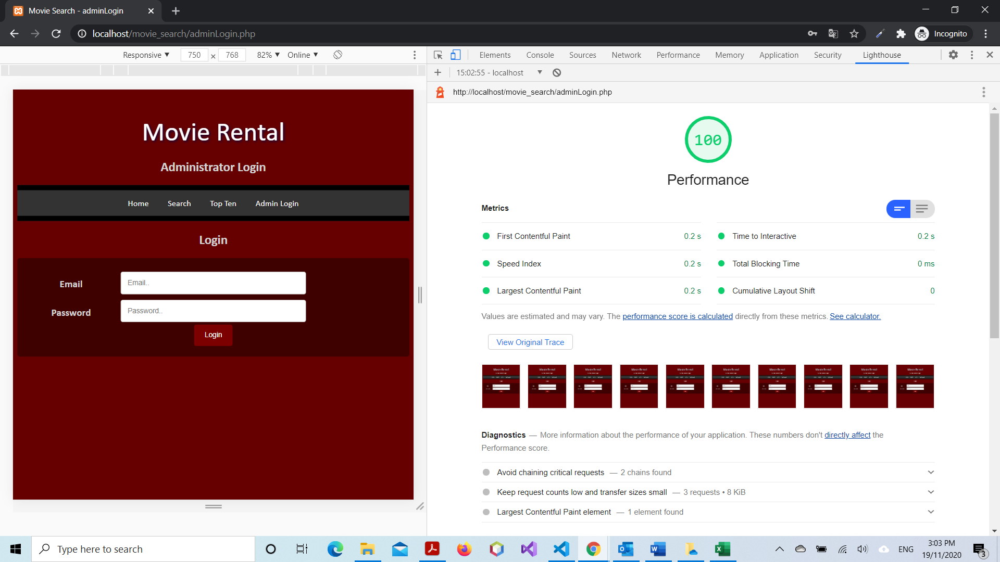 Movie Search - adminLogin
localhost/movie_search/adminLogin.php
Incognito
Responsive ▼ 750 × 768 82% ▼ Online ▼
Elements Console Sources Network Performance Memory Application Security Lighthouse
15:02:55 - localhost
http://localhost/movie_search/adminLogin.php
Movie Rental
Administrator Login
Home Search Top Ten Admin Login
Login
Email Email..
Password Password..
Login
100
Performance
Metrics
First Contentful Paint 0.2 s
Time to Interactive 0.2 s
Speed Index 0.2 s
Total Blocking Time 0 ms
Largest Contentful Paint 0.2 s
Cumulative Layout Shift 0
Values are estimated and may vary. The performance score is calculated directly from these metrics. See calculator.
View Original Trace
Diagnostics — More information about the performance of your application. These numbers don't directly affect the
Performance score.
Avoid chaining critical requests — 2 chains found
Keep request counts low and transfer sizes small — 3 requests • 8 KiB
Largest Contentful Paint element — 1 element found
Type here to search
ENG
3:03 PM
19/11/2020
3